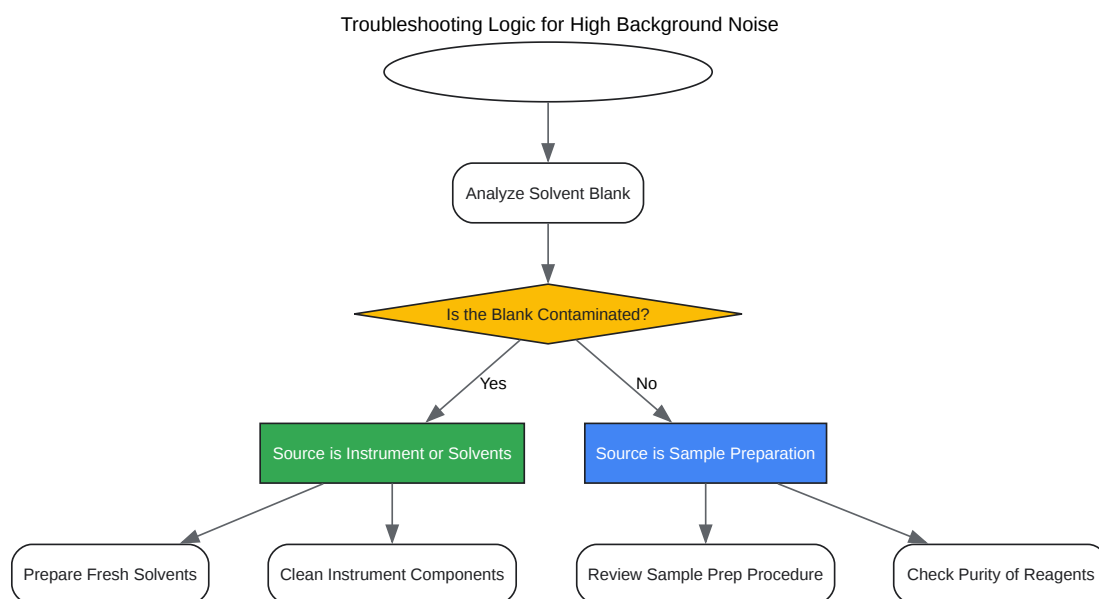 Troubleshooting Logic for High Background Noise
Analyze Solvent Blank
Is the Blank Contaminated?
Yes
No
Source is Instrument or Solvents
Source is Sample Preparation
Prepare Fresh Solvents
Clean Instrument Components
Review Sample Prep Procedure
Check Purity of Reagents